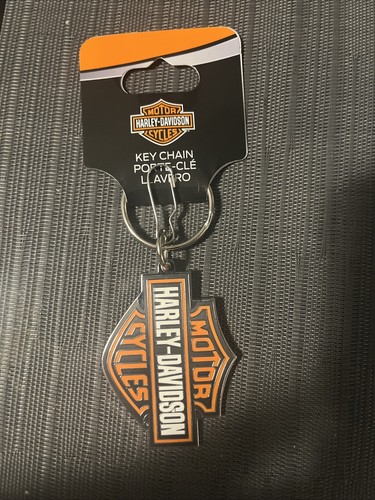 MOTOR
HARLEY-DAVIDSON
CYCLES
KEY CHAIN
PORTE-CLÉ
LLAVERO
MOTOR
HARLEY-DAVIDSON
CYCLES